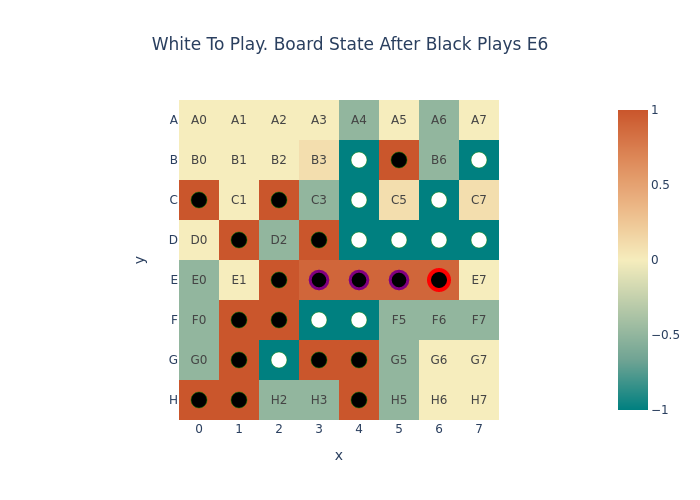 White To Play. Board State After Black Plays E6
A A0 A1 A2 A3 A4 A5 A6 A7
B B0 B1 B2 B3 B6
C C1 C3 C5 C7
D D0 D2
E E0 E1 E7
F F0 F5 F6 F7
G G0 G5 G6 G7
H H2 H3 H5 H6 H7
0 1 2 3 4 5 6 7
x
y
1
0.5
0
−0.5
−1